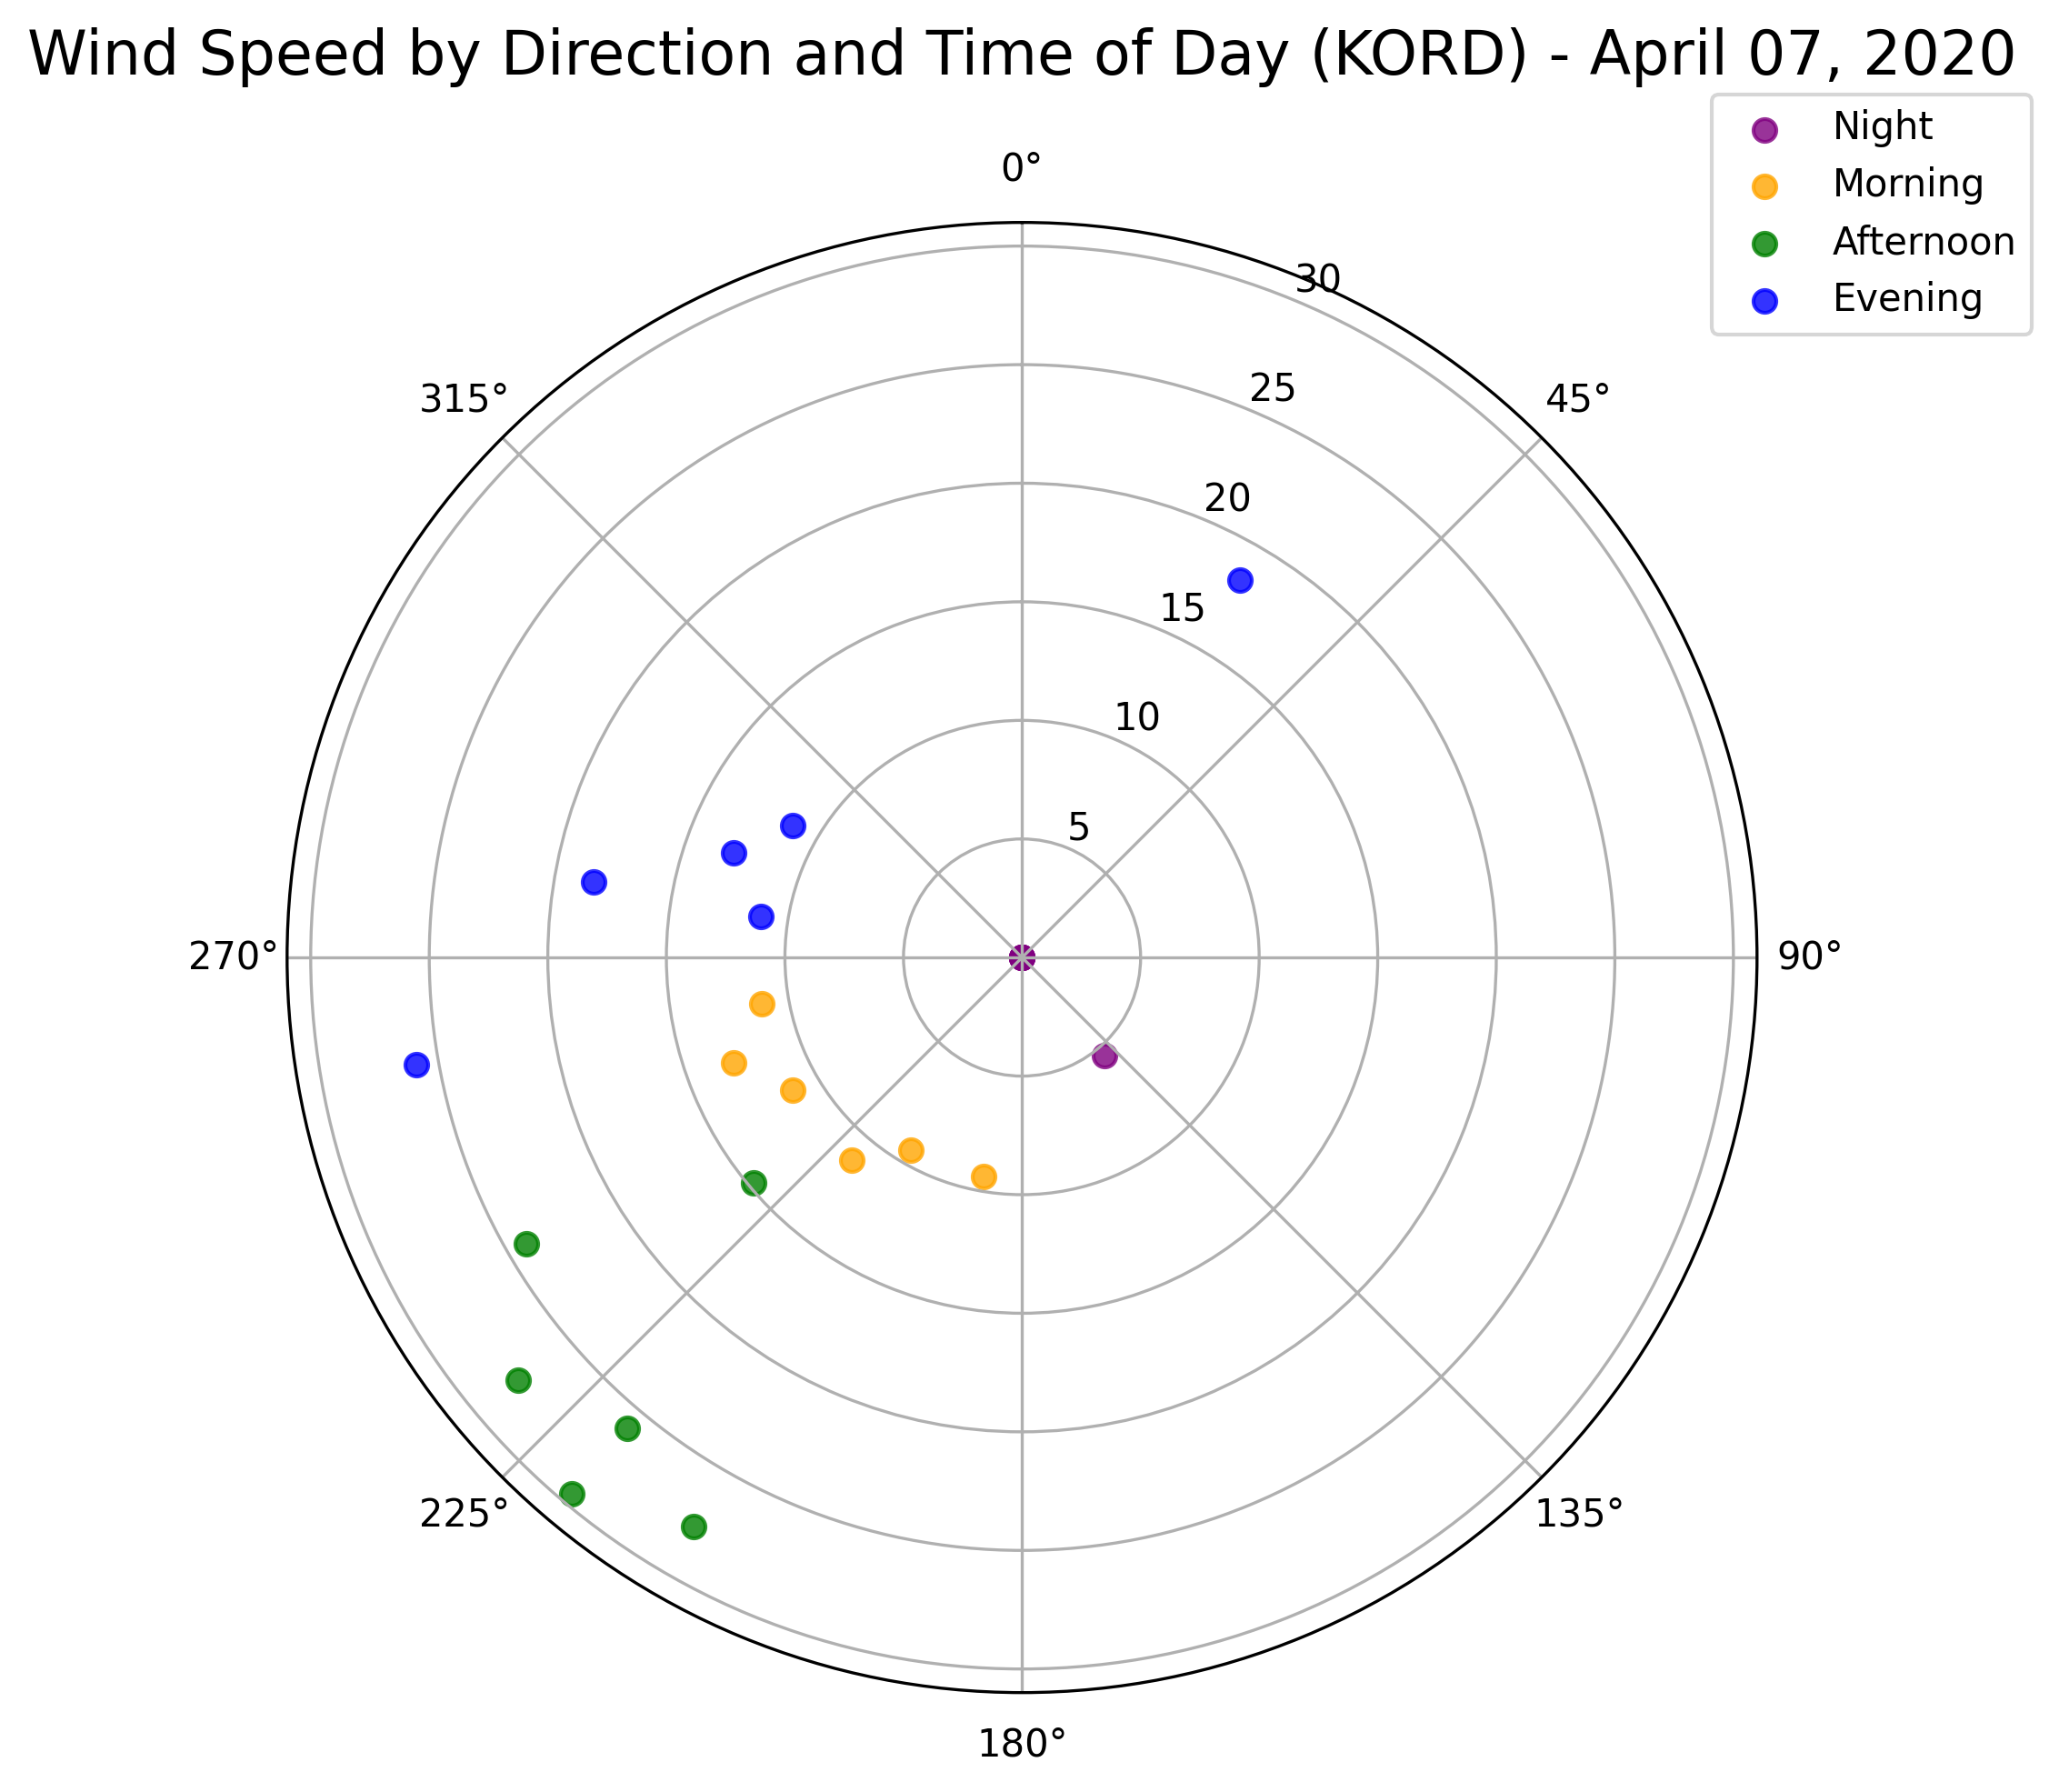 Wind Speed by Direction and Time of Day (KORD) - April 07, 2020
Night
Morning
Afternoon
Evening
0°
45°
90°
135°
180°
225°
270°
315°
5
10
15
20
25
30